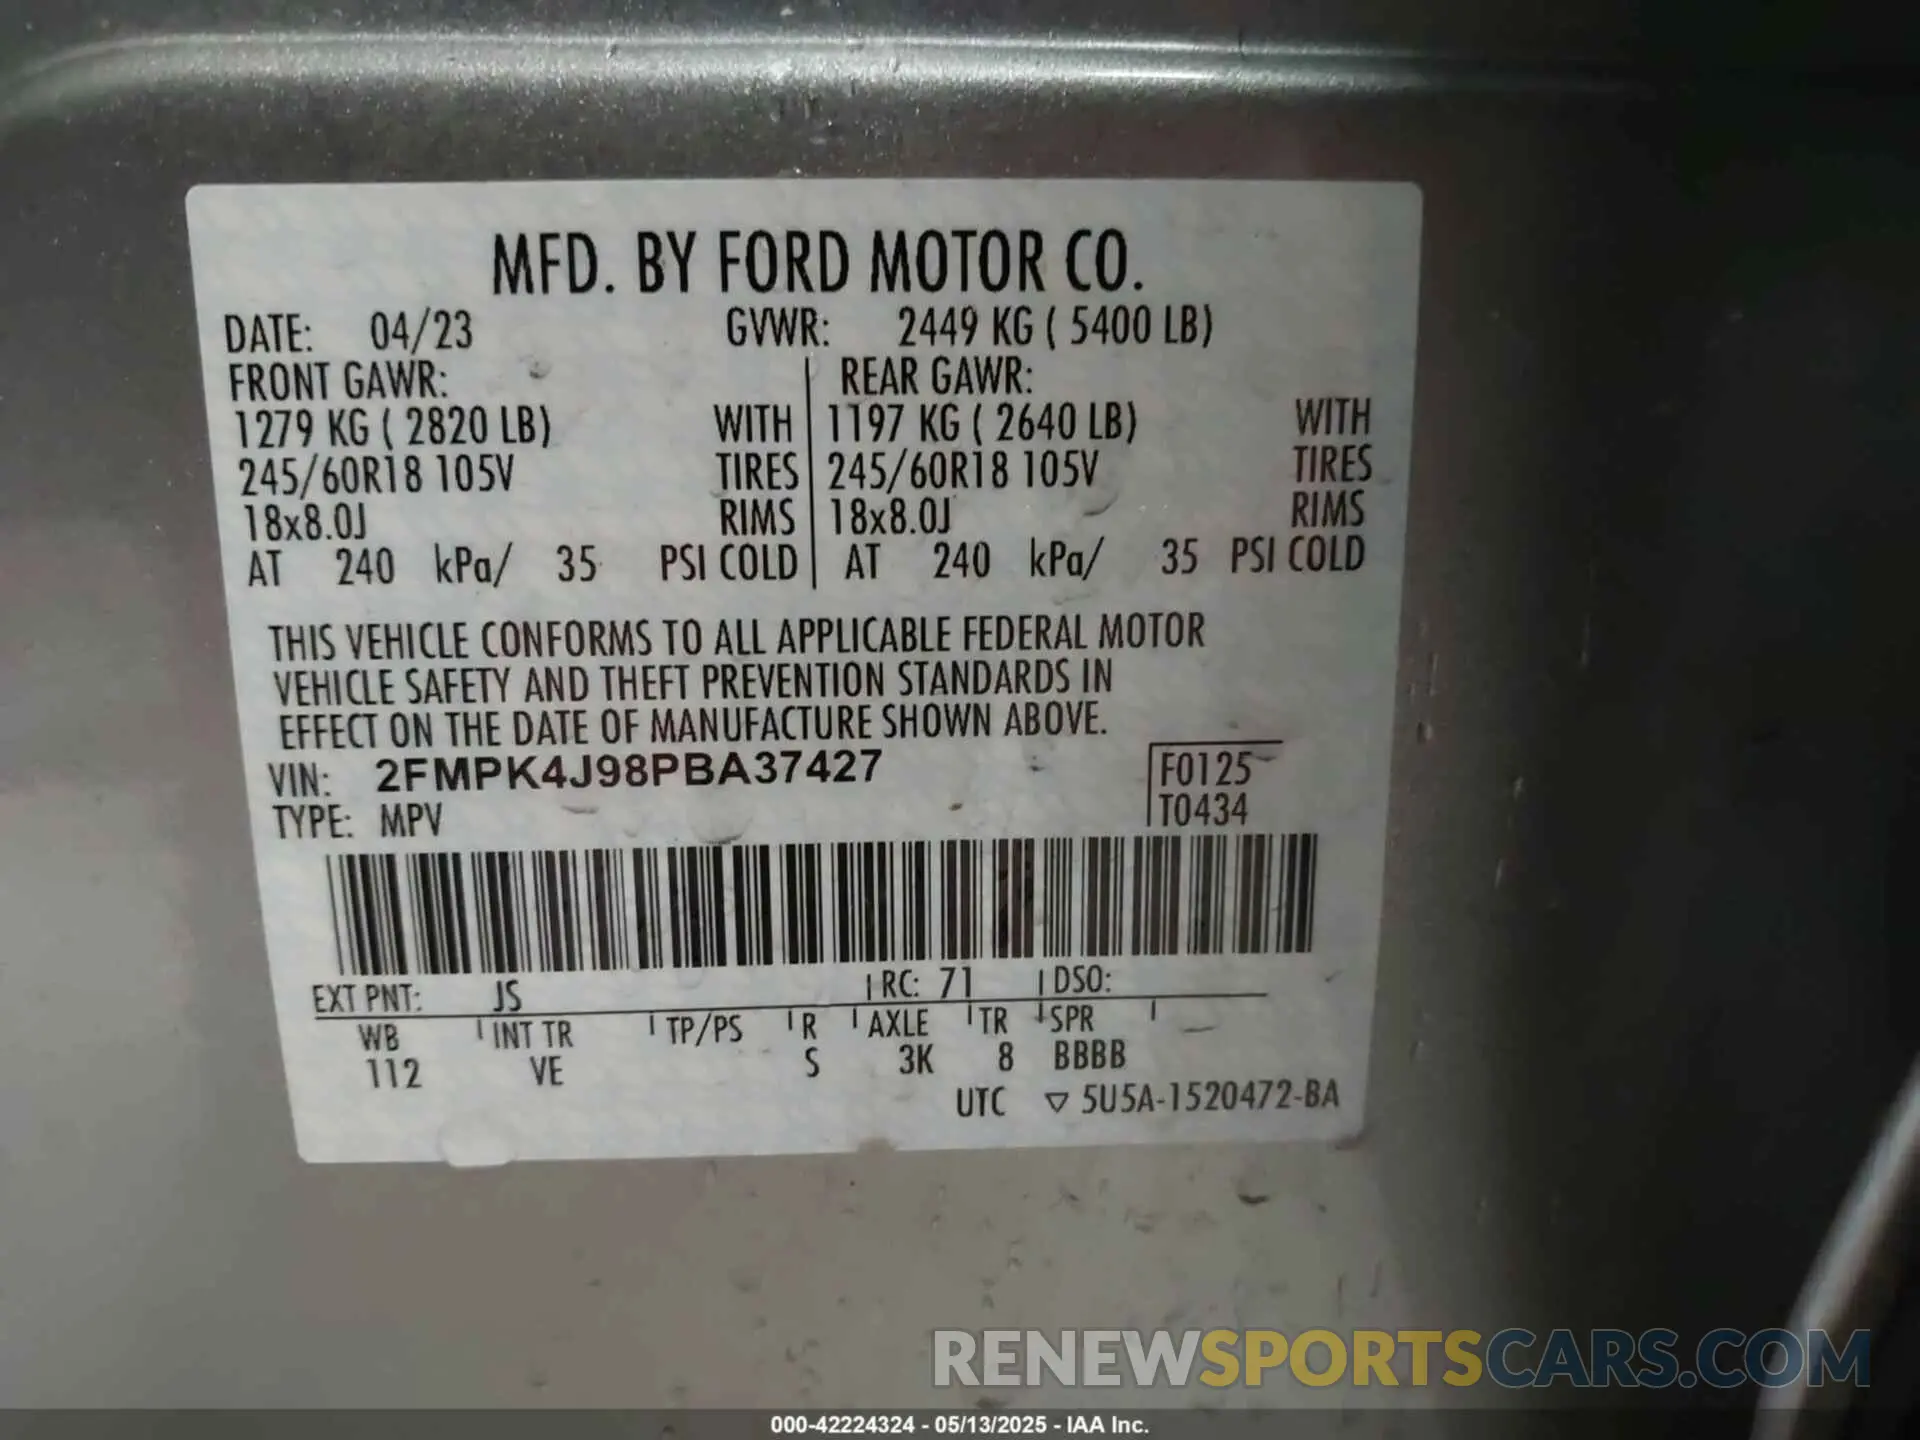 MFD. BY FORD MOTOR CO.
DATE: 04/23 GVWR: 2449 KG ( 5400 LB)
FRONT GAWR: REAR GAWR:
1279 KG ( 2820 LB) WITH 1197 KG ( 2640 LB) WITH
245/60R18 105V TIRES 245/60R18 105V TIRES
18x8.0J RIMS 18x8.0J RIMS
AT 240 kPa/ 35 PSI COLD AT 240 kPa/ 35 PSI COLD
THIS VEHICLE CONFORMS TO ALL APPLICABLE FEDERAL MOTOR
VEHICLE SAFETY AND THEFT PREVENTION STANDARDS IN
EFFECT ON THE DATE OF MANUFACTURE SHOWN ABOVE.
VIN: 2FMPK4J98PBA37427 F0125
TYPE: MPV T0434
EXT PNT: JS RC: 71 DSO:
WB INT TR TP/PS R AXLE TR SPR
112 VE S 3K 8 BBBB
UTC ▽ 5U5A-1520472-BA
RENEWSPORTSCARS.COM
000-42224324 - 05/13/2025 - IAA Inc.